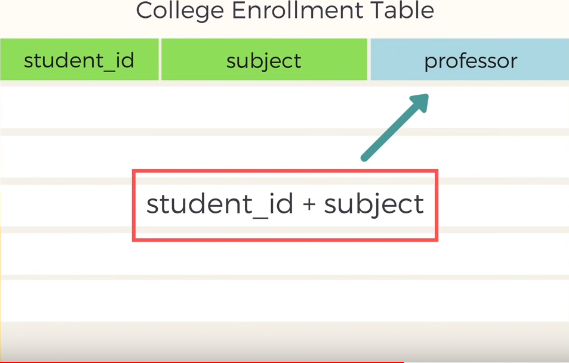 College Enrollment Table
student_id subject professor
student_id + subject